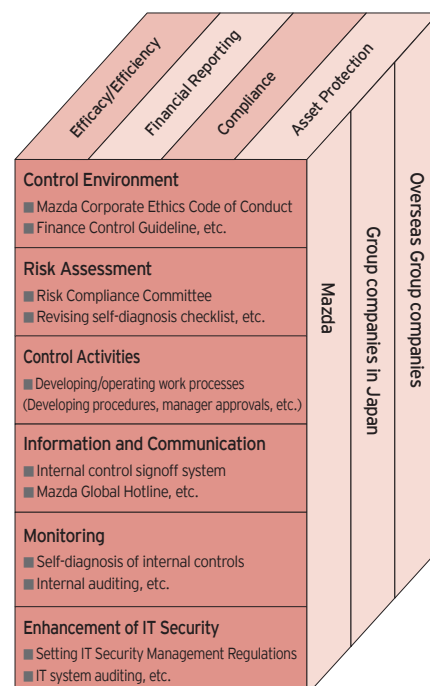 Efficacy/Efficiency
Financial Reporting
Compliance
Asset Protection
Control Environment
■ Mazda Corporate Ethics Code of Conduct
■ Finance Control Guideline, etc.
Risk Assessment
■ Risk Compliance Committee
■ Revising self-diagnosis checklist, etc.
Control Activities
■ Developing/operating work processes
(Developing procedures, manager approvals, etc.)
Information and Communication
■ Internal control signoff system
■ Mazda Global Hotline, etc.
Monitoring
■ Self-diagnosis of internal controls
■ Internal auditing, etc.
Enhancement of IT Security
■ Setting IT Security Management Regulations
■ IT system auditing, etc.
Mazda
Group companies in Japan
Overseas Group companies